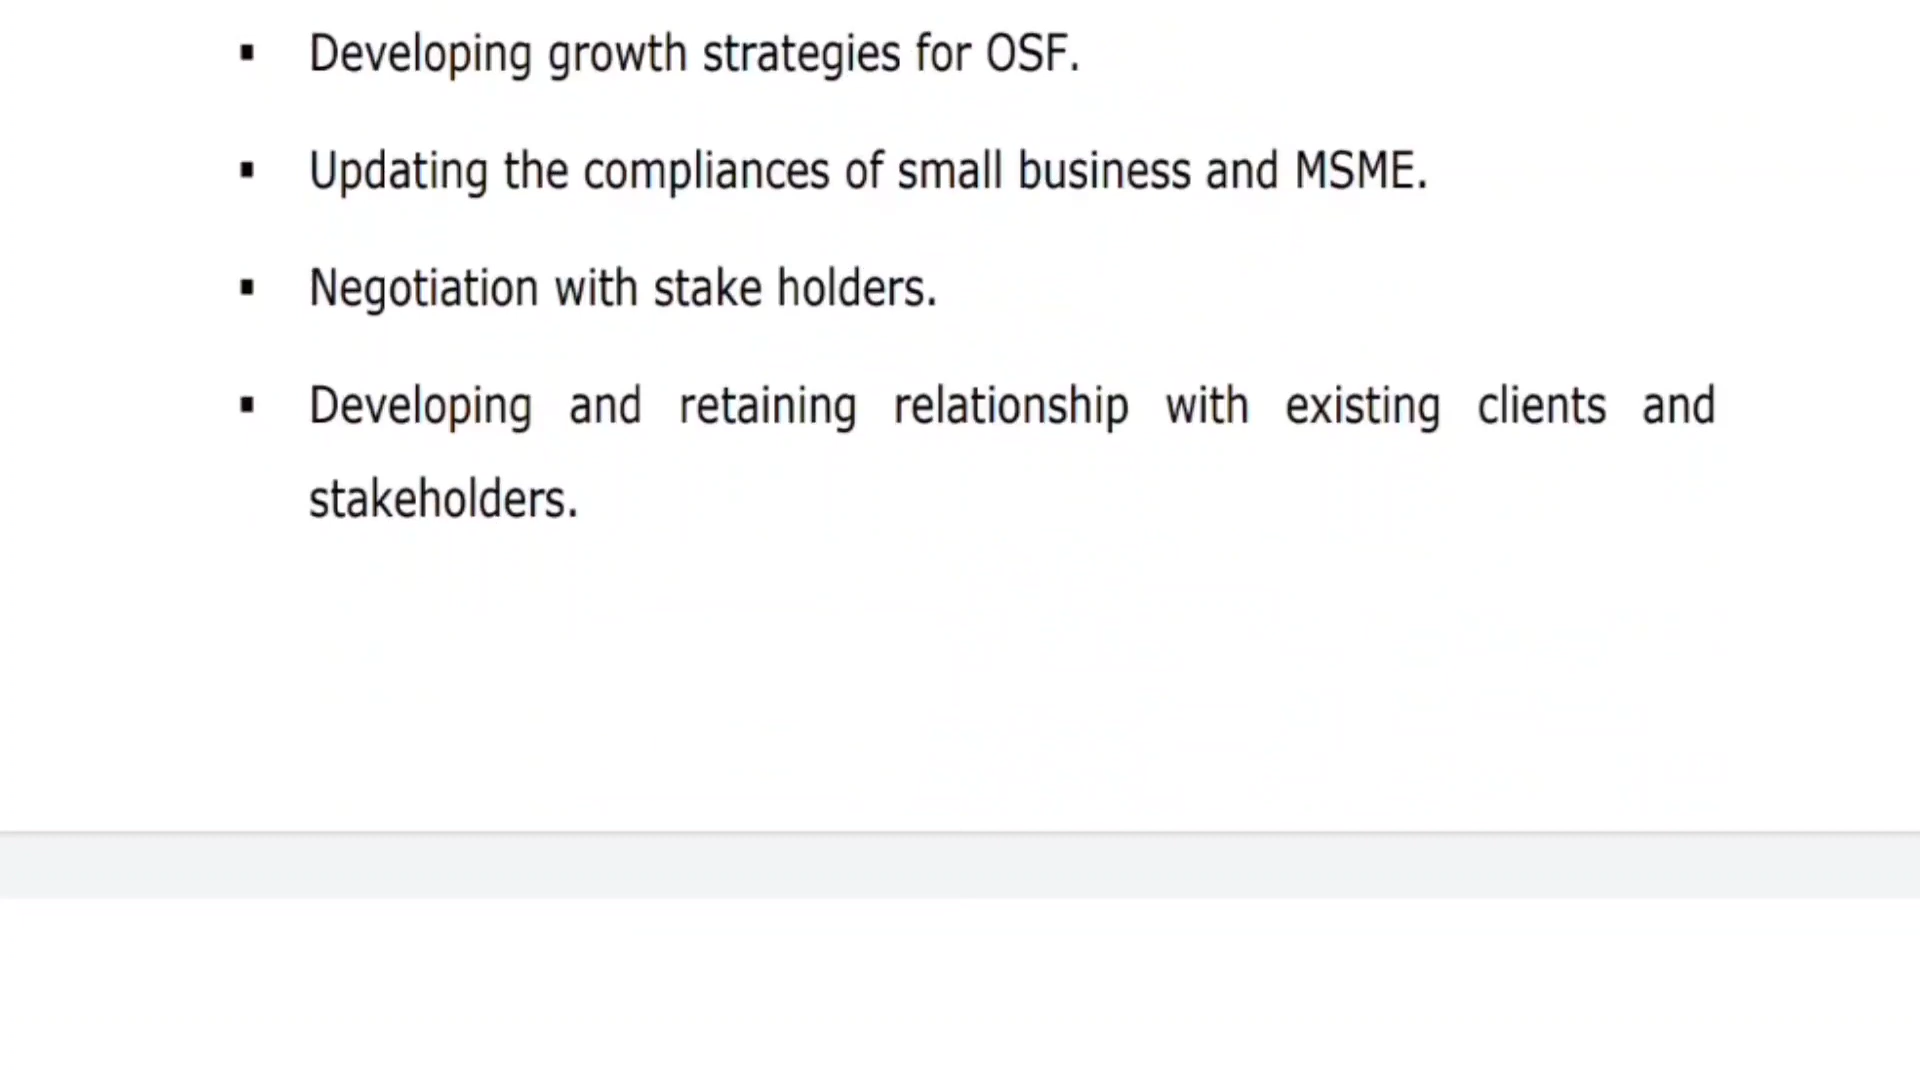 ▪ Developing growth strategies for OSF.
▪ Updating the compliances of small business and MSME.
▪ Negotiation with stake holders.
▪ Developing and retaining relationship with existing clients and
stakeholders.